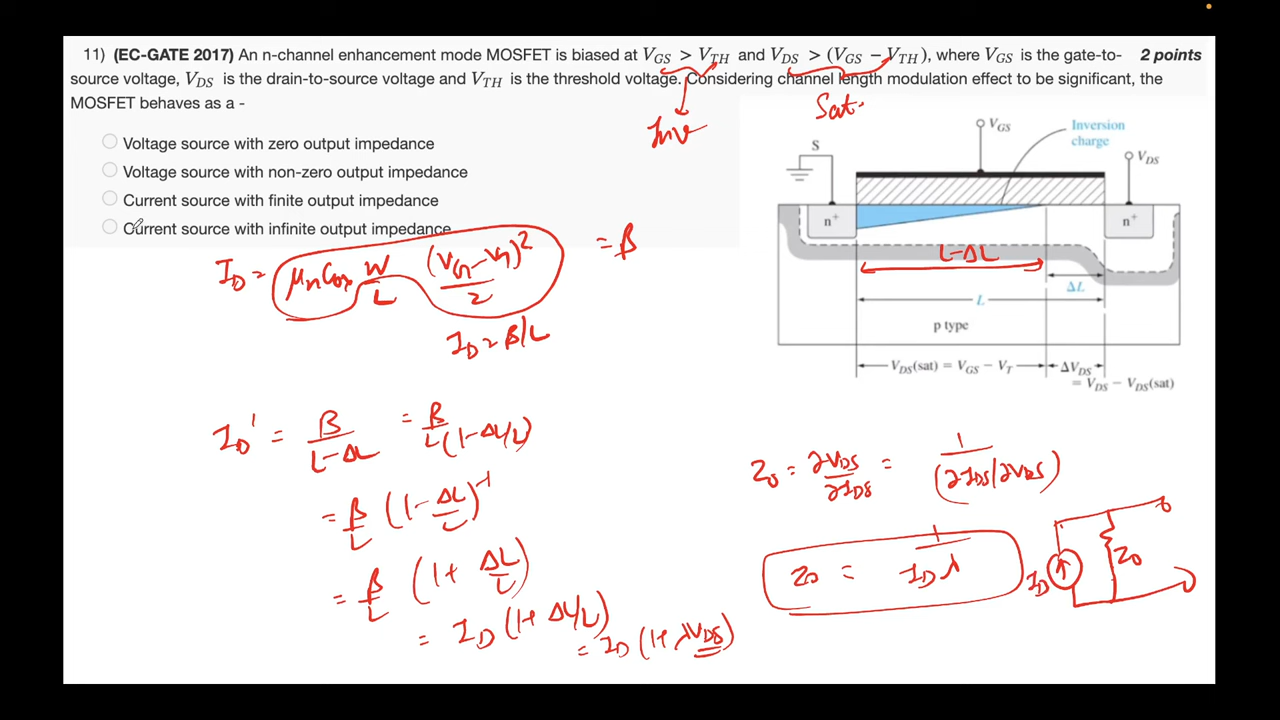 11) (EC-GATE 2017) An n-channel enhancement mode MOSFET is biased at V_GS > V_TH and V_DS > (V_GS − V_TH), where V_GS is the gate-to- 2 points
source voltage, V_DS is the drain-to-source voltage and V_TH is the threshold voltage. Considering channel length modulation effect to be significant, the
MOSFET behaves as a -
Inv
Sat.
Voltage source with zero output impedance
Voltage source with non-zero output impedance
Current source with finite output impedance
Current source with infinite output impedance
V_GS
Inversion
charge
S
V_DS
n+
n+
L-ΔL
ΔL
L
p type
V_DS(sat) = V_GS − V_T
ΔV_DS
= V_DS − V_DS(sat)
I_D = μn Cox W/L (V_GS-V_T)²/2 = β
I_D = β/L
I_D' = β/(L-ΔL) = β/L(1-ΔL/L)
= β/L (1-ΔL/L)^-1
= β/L (1+ ΔL/L)
= I_D (1+ ΔL/L)
= I_D (1+ λV_DS)
Z_0 = ∂V_DS/∂I_DS = 1/(∂I_DS/∂V_DS)
Z_0 = 1/(I_D λ)
I_D
Z_0